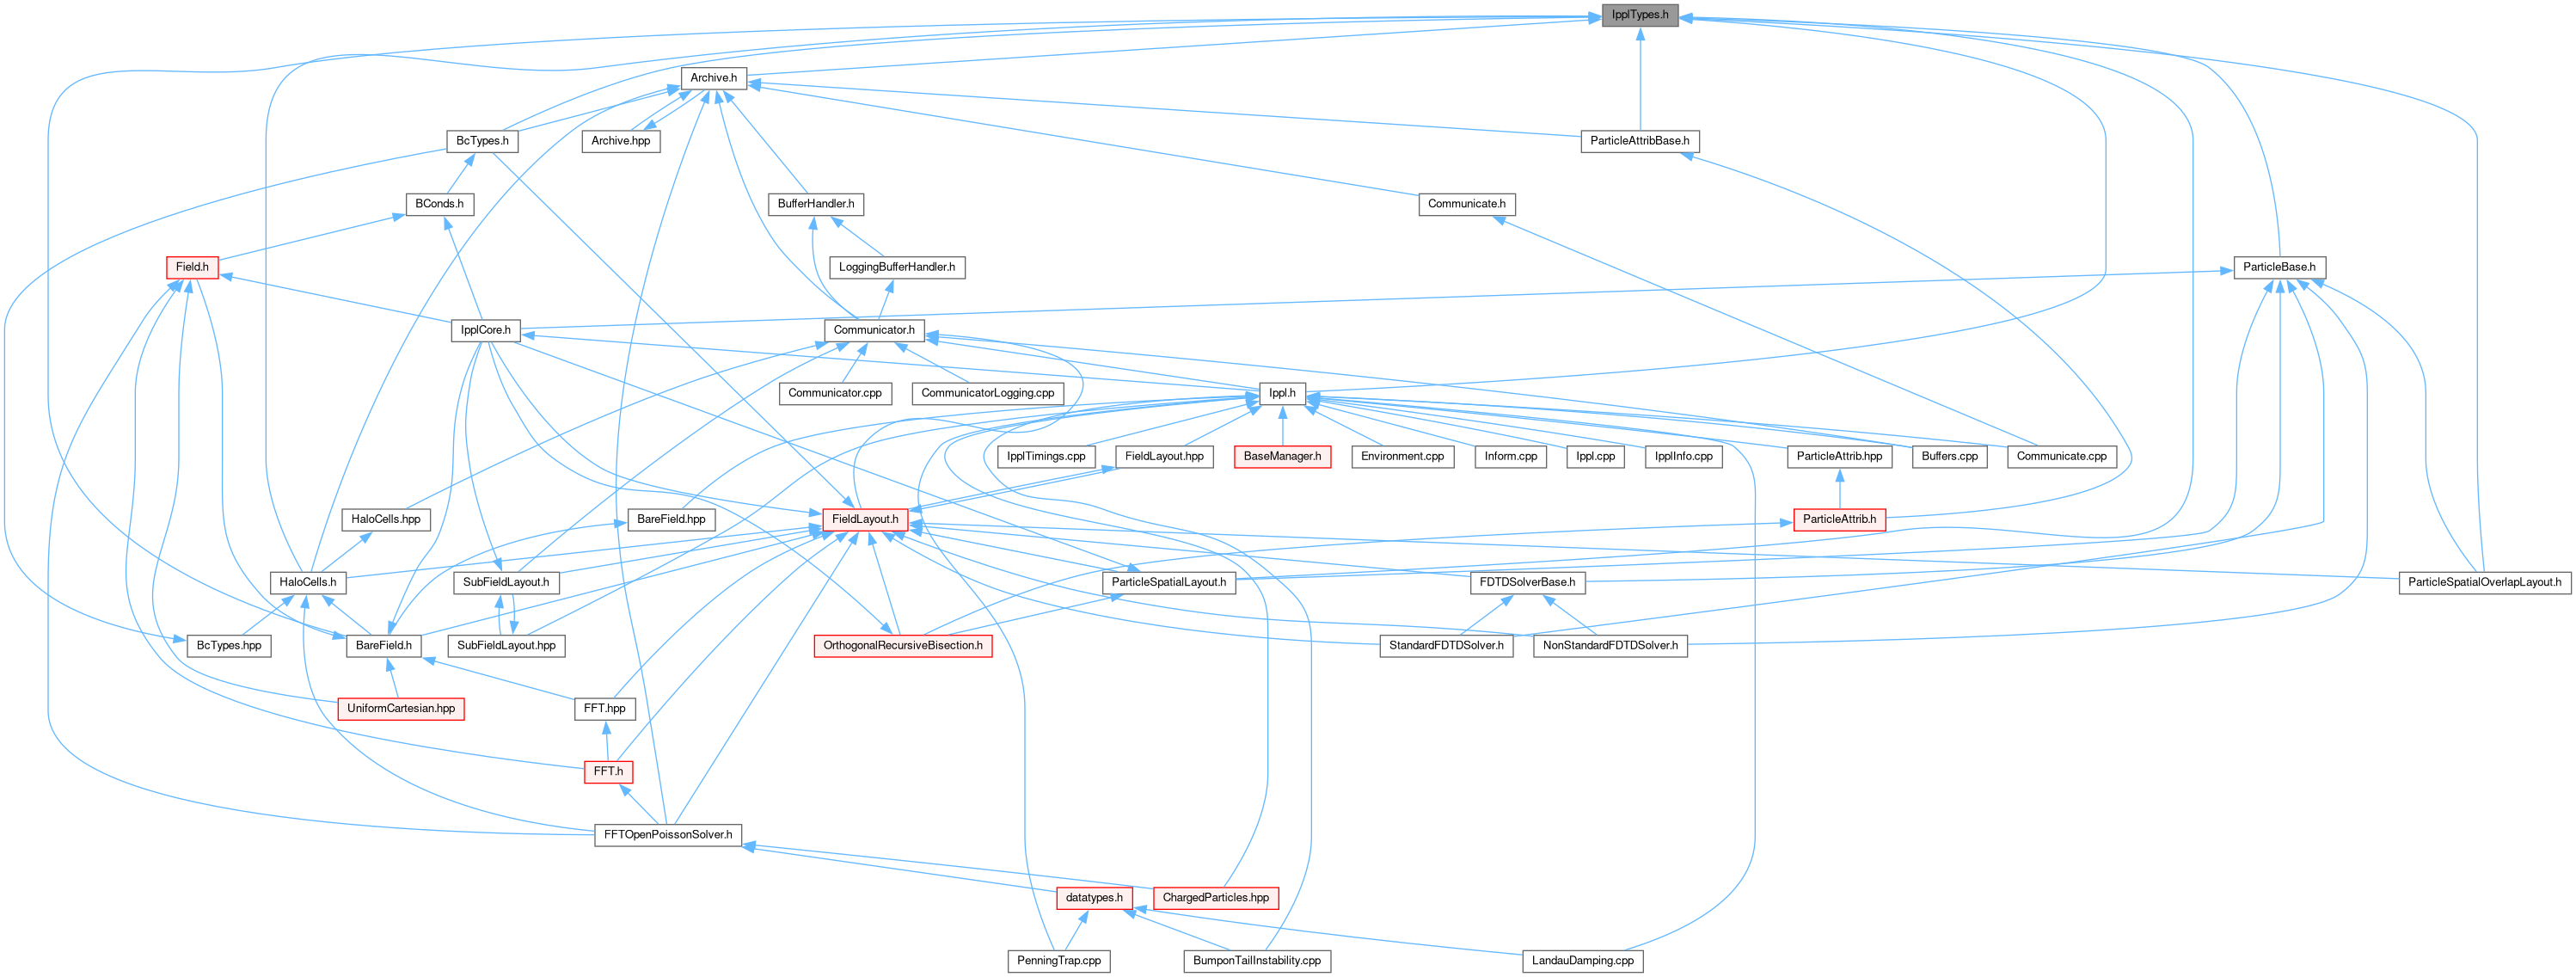 IpplTypes.h
Archive.h
BcTypes.h
Archive.hpp
ParticleAttribBase.h
BConds.h
BufferHandler.h
Communicate.h
Field.h
LoggingBufferHandler.h
ParticleBase.h
IpplCore.h
Communicator.h
Communicator.cpp
CommunicatorLogging.cpp
Ippl.h
IpplTimings.cpp
FieldLayout.hpp
BaseManager.h
Environment.cpp
Inform.cpp
Ippl.cpp
IpplInfo.cpp
ParticleAttrib.hpp
Buffers.cpp
Communicate.cpp
HaloCells.hpp
BareField.hpp
FieldLayout.h
ParticleAttrib.h
HaloCells.h
SubFieldLayout.h
ParticleSpatialLayout.h
FDTDSolverBase.h
ParticleSpatialOverlapLayout.h
BcTypes.hpp
BareField.h
SubFieldLayout.hpp
OrthogonalRecursiveBisection.h
StandardFDTDSolver.h
NonStandardFDTDSolver.h
UniformCartesian.hpp
FFT.hpp
FFT.h
FFTOpenPoissonSolver.h
datatypes.h
ChargedParticles.hpp
PenningTrap.cpp
BumponTailInstability.cpp
LandauDamping.cpp